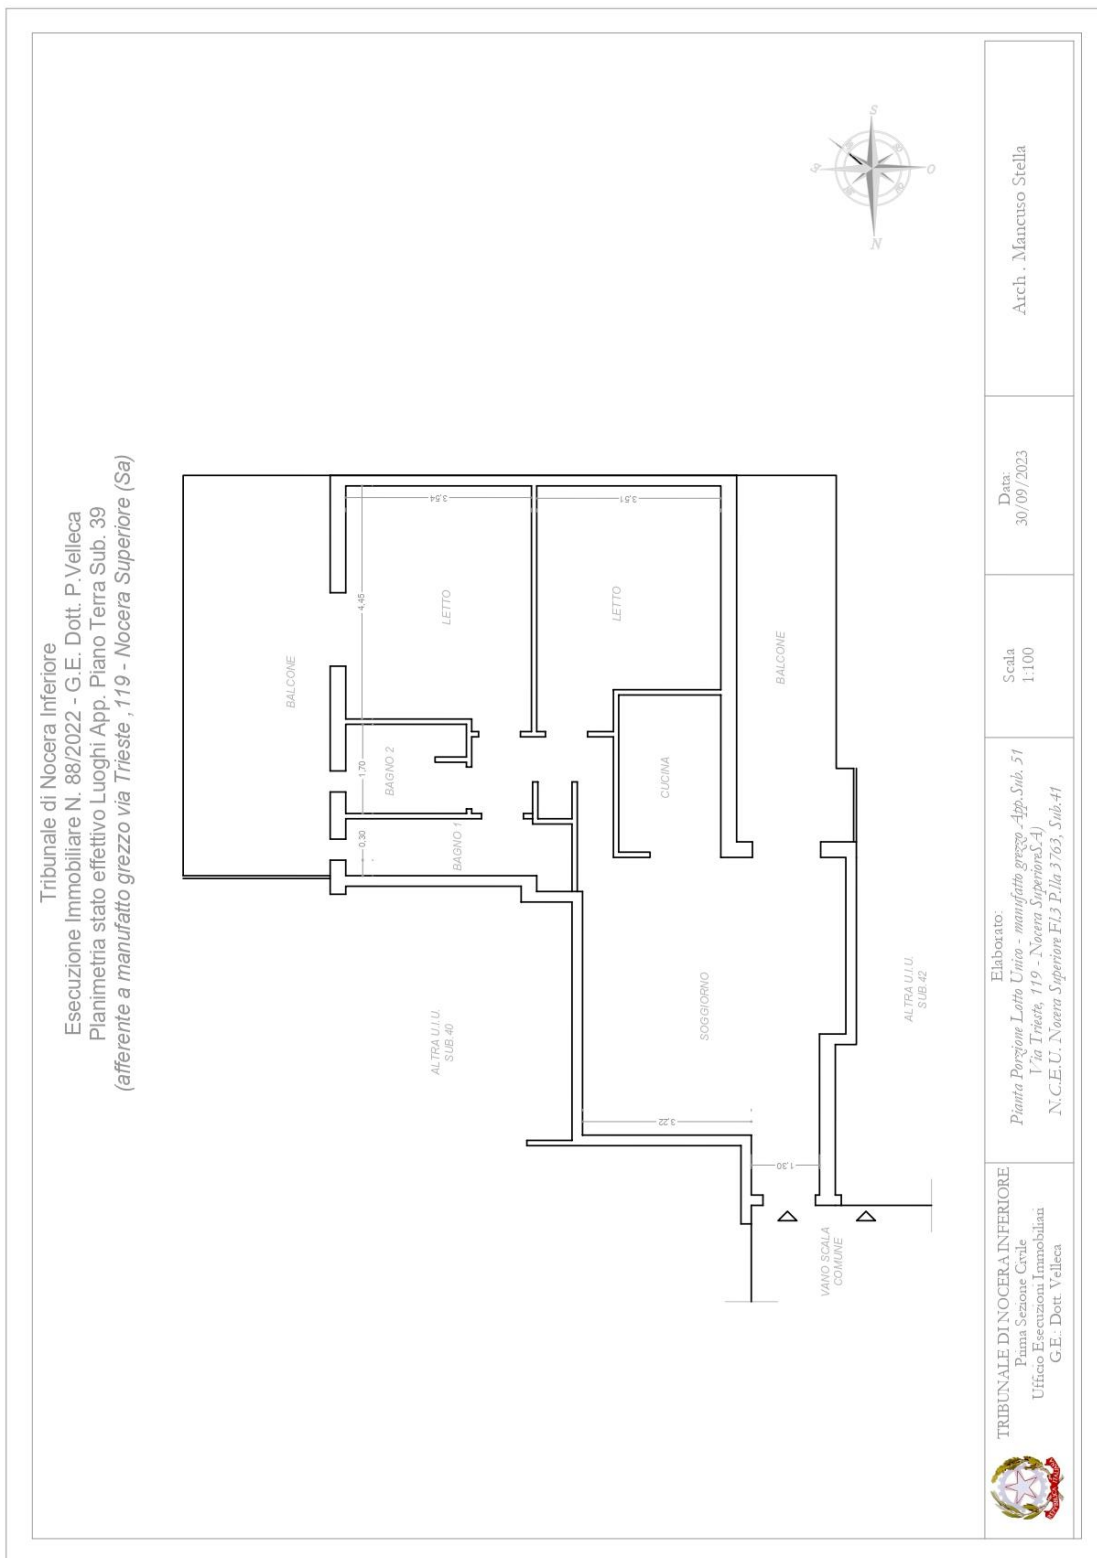 Tribunale di Nocera Inferiore
Esecuzione Immobiliare N. 88/2022 - G.E. Dott. P.Velleca
Planimetria stato effettivo Luoghi App. Piano Terra Sub. 39
(afferente a manufatto grezzo via Trieste ,119 - Nocera Superiore (Sa)
BALCONE
BAGNO 1
0,30
BAGNO 2
1,70
4,45
LETTO
3,54
LETTO
3,51
CUCINA
BALCONE
ALTRA U.I.U.
SUB.40
SOGGIORNO
3,22
1,30
VANO SCALA
COMUNE
ALTRA U.I.U.
SUB.42
N
S
O
TRIBUNALE DI NOCERA INFERIORE
Prima Sezione Civile
Ufficio Esecuzioni Immobiliari
G.E.: Dott. Velleca
Elaborato:
Pianta Porzione Lotto Unico - manufatto grezzo -App.Sub. 51
Via Trieste, 119 - Nocera SuperioreS.A)
N.C.E.U. Nocera Superiore Fl.3 P.lla 3763, Sub.41
Scala
1:100
Data:
30/09/2023
Arch . Mancuso Stella